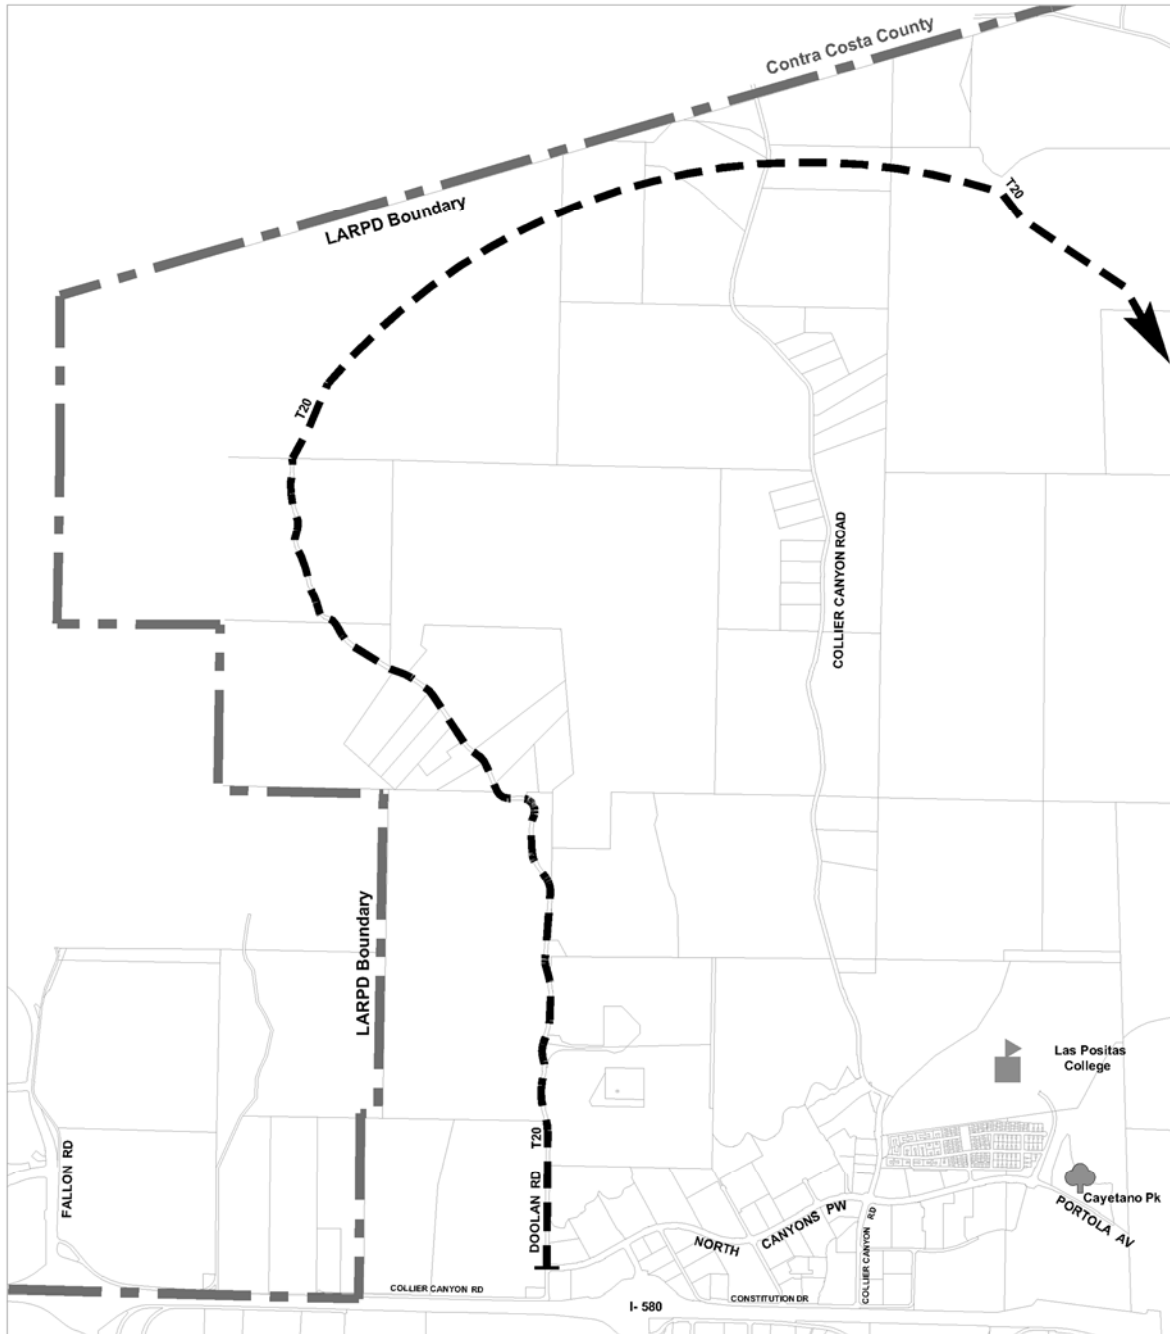 Contra Costa County
T20
LARPD Boundary
T20
COLLIER CANYON ROAD
LARPD Boundary
Las Positas
College
T20
FALLON RD
DOOLAN RD
Cayetano Pk
PORTOLA AV
NORTH CANYONS PW
COLLIER CANYON RD
COLLIER CANYON RD
CONSTITUTION DR
I- 580